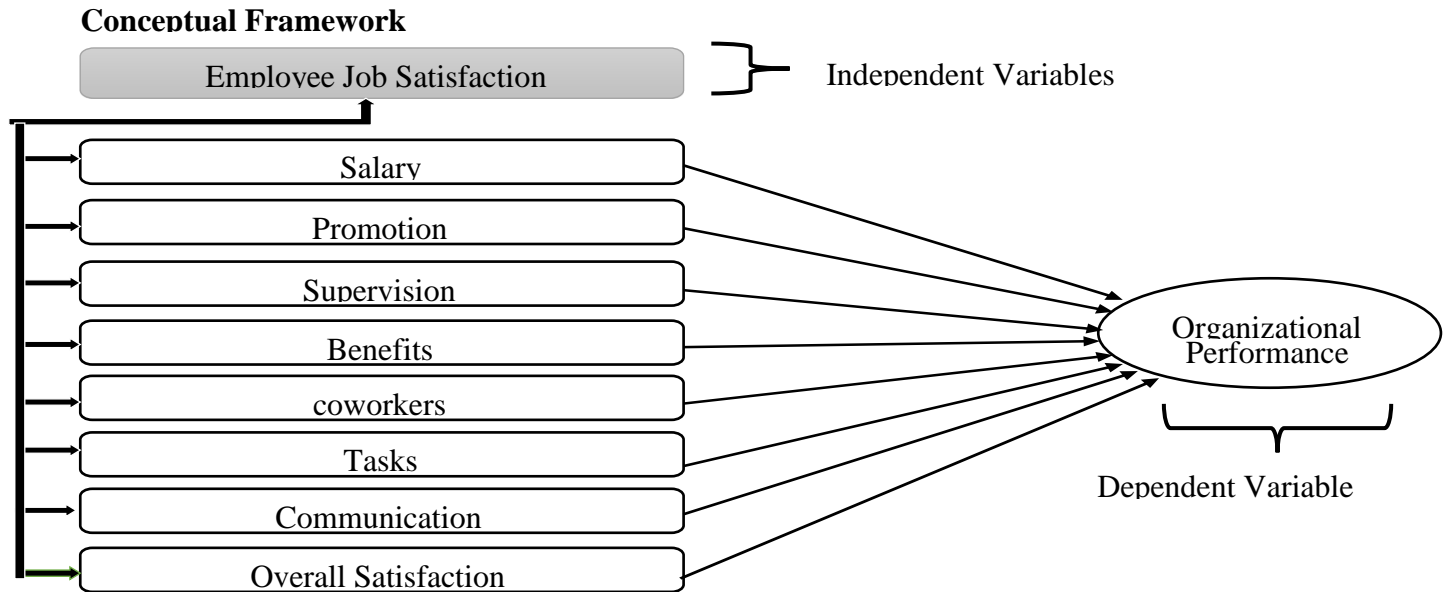 Conceptual Framework
Employee Job Satisfaction
Independent Variables
Salary
Promotion
Supervision
Benefits
coworkers
Tasks
Communication
Overall Satisfaction
Organizational
Performance
Dependent Variable